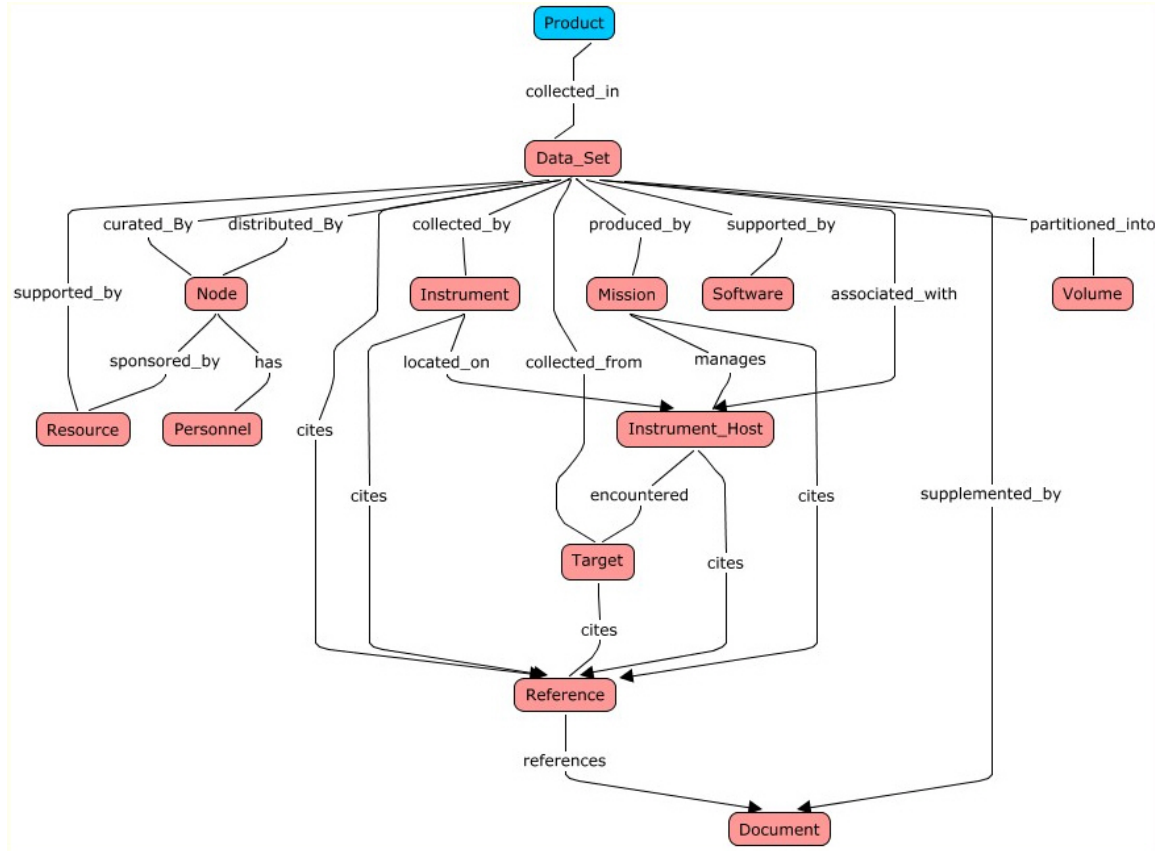 Product
collected_in
Data_Set
curated_By
distributed_By
collected_by
produced_by
supported_by
partitioned_into
supported_by
Node
Instrument
Mission
Software
associated_with
Volume
sponsored_by
has
located_on
collected_from
manages
Resource
Personnel
cites
Instrument_Host
cites
encountered
cites
supplemented_by
Target
cites
cites
Reference
references
Document